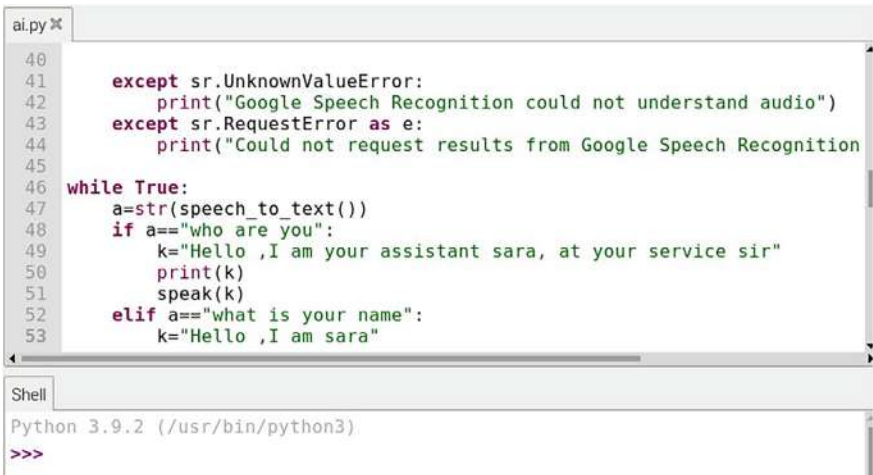 ai.py
40
41 except sr.UnknownValueError:
42 print("Google Speech Recognition could not understand audio")
43 except sr.RequestError as e:
44 print("Could not request results from Google Speech Recognition
45
46 while True:
47 a=str(speech_to_text())
48 if a=="who are you":
49 k="Hello ,I am your assistant sara, at your service sir"
50 print(k)
51 speak(k)
52 elif a=="what is your name":
53 k="Hello ,I am sara"
Shell
Python 3.9.2 (/usr/bin/python3)
>>>